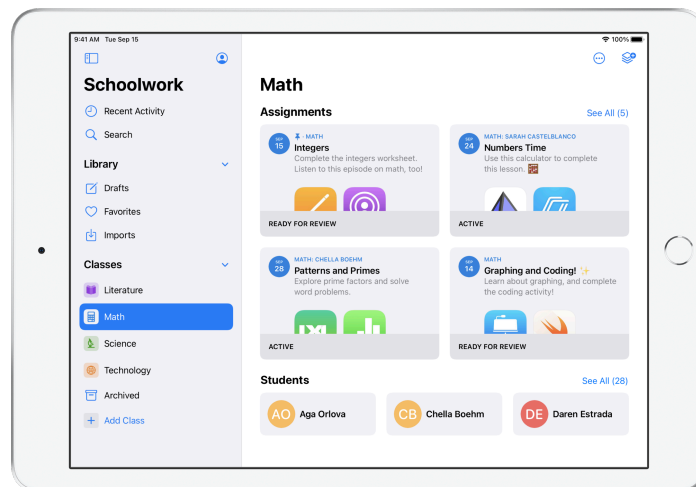 9:41 AM Tue Sep 15
100%
Schoolwork
Recent Activity
Search
Library
Drafts
Favorites
Imports
Classes
Literature
Math
Science
Technology
Archived
Add Class
Math
Assignments
See All (5)
SEP
15
· MATH
Integers
Complete the integers worksheet.
Listen to this episode on math, too!
READY FOR REVIEW
SEP
24
MATH: SARAH CASTELBLANCO
Numbers Time
Use this calculator to complete
this lesson. 🧮
ACTIVE
SEP
28
MATH: CHELLA BOEHM
Patterns and Primes
Explore prime factors and solve
word problems.
IXL
ACTIVE
SEP
14
MATH
Graphing and Coding! ✨
Learn about graphing, and complete
the coding activity!
READY FOR REVIEW
Students
See All (28)
AO
Aga Orlova
CB
Chella Boehm
DE
Daren Estrada